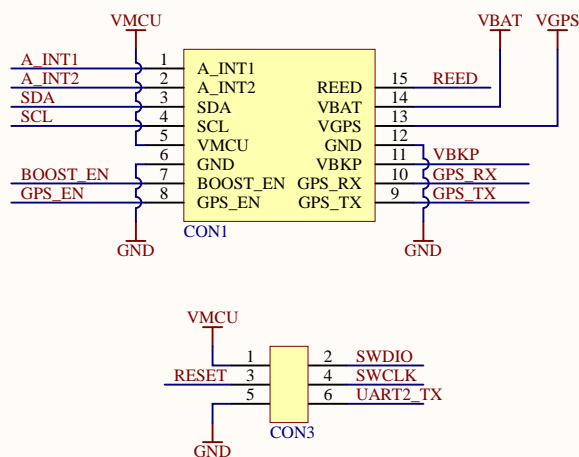 VMCU VBAT VGPS
A_INT1 1 A_INT1
A_INT2 2 A_INT2 REED 15 REED
SDA 3 SDA VBAT 14
SCL 4 SCL VGPS 13
5 VMCU GND 12
6 GND VBKP 11 VBKP
BOOST_EN 7 BOOST_EN GPS_RX 10 GPS_RX
GPS_EN 8 GPS_EN GPS_TX 9 GPS_TX
CON1
GND GND
VMCU
1 2 SWDIO
RESET 3 4 SWCLK
5 6 UART2_TX
CON3
GND